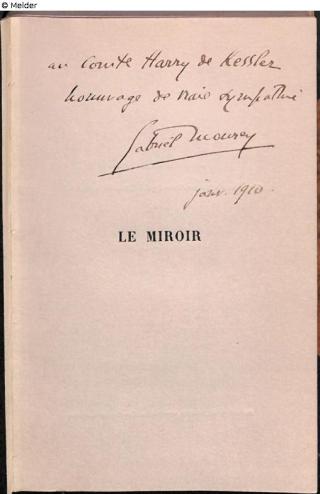 © Melder
au Comte Harry de Kessler
hommage de vraie sympathie
Gabriel Mourey
janv. 1910.
LE MIROIR